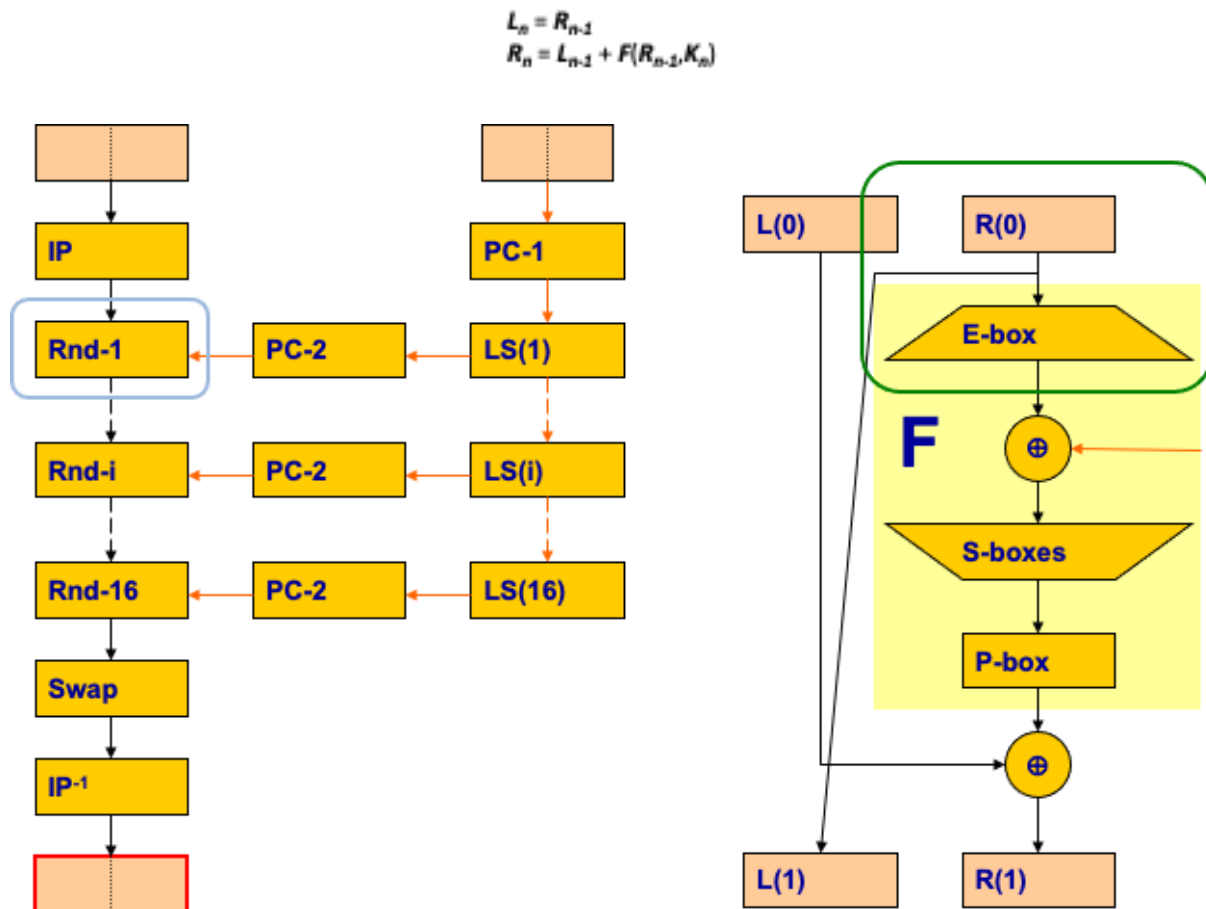 Lₙ = Rₙ₋₁
Rₙ = Lₙ₋₁ + F(Rₙ₋₁,Kₙ)
IP
PC-1
Rnd-1
PC-2
LS(1)
Rnd-i
PC-2
LS(i)
Rnd-16
PC-2
LS(16)
Swap
IP⁻¹
L(0)
R(0)
E-box
F
⊕
S-boxes
P-box
⊕
L(1)
R(1)